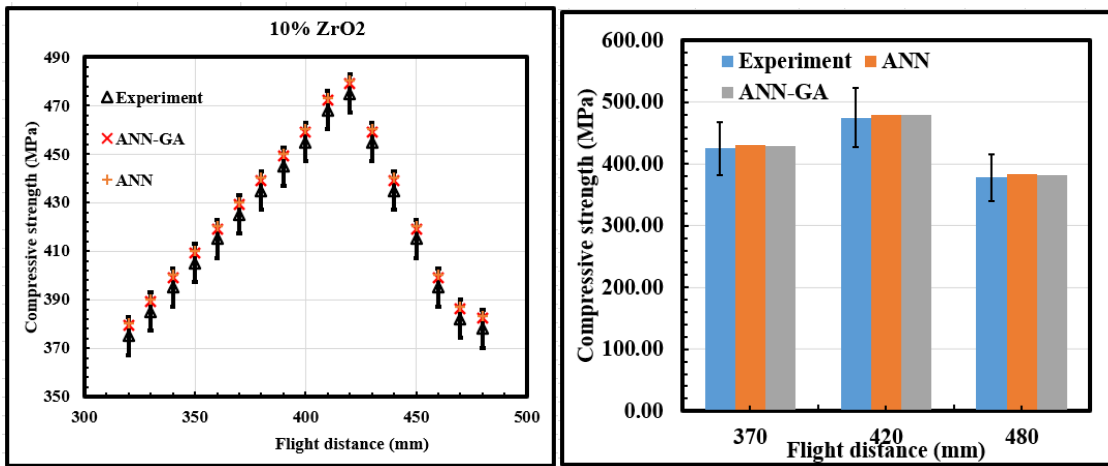 10% ZrO2
490
470
450
430
410
390
370
350
Compressive strength (MPa)
Experiment
ANN-GA
ANN
300
350
400
450
500
Flight distance (mm)
600.00
500.00
400.00
300.00
200.00
100.00
0.00
Compressive strength (MPa)
Experiment ANN
ANN-GA
370
420
480
Flight distance (mm)